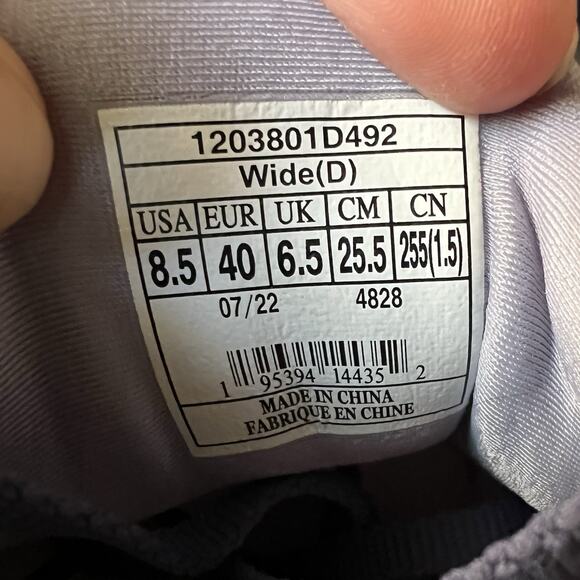 1203801D492
Wide(D)
USA EUR UK CM CN
8.5 40 6.5 25.5 255(1.5)
07/22 4828
1 95394 14435 2
MADE IN CHINA
FABRIQUE EN CHINE